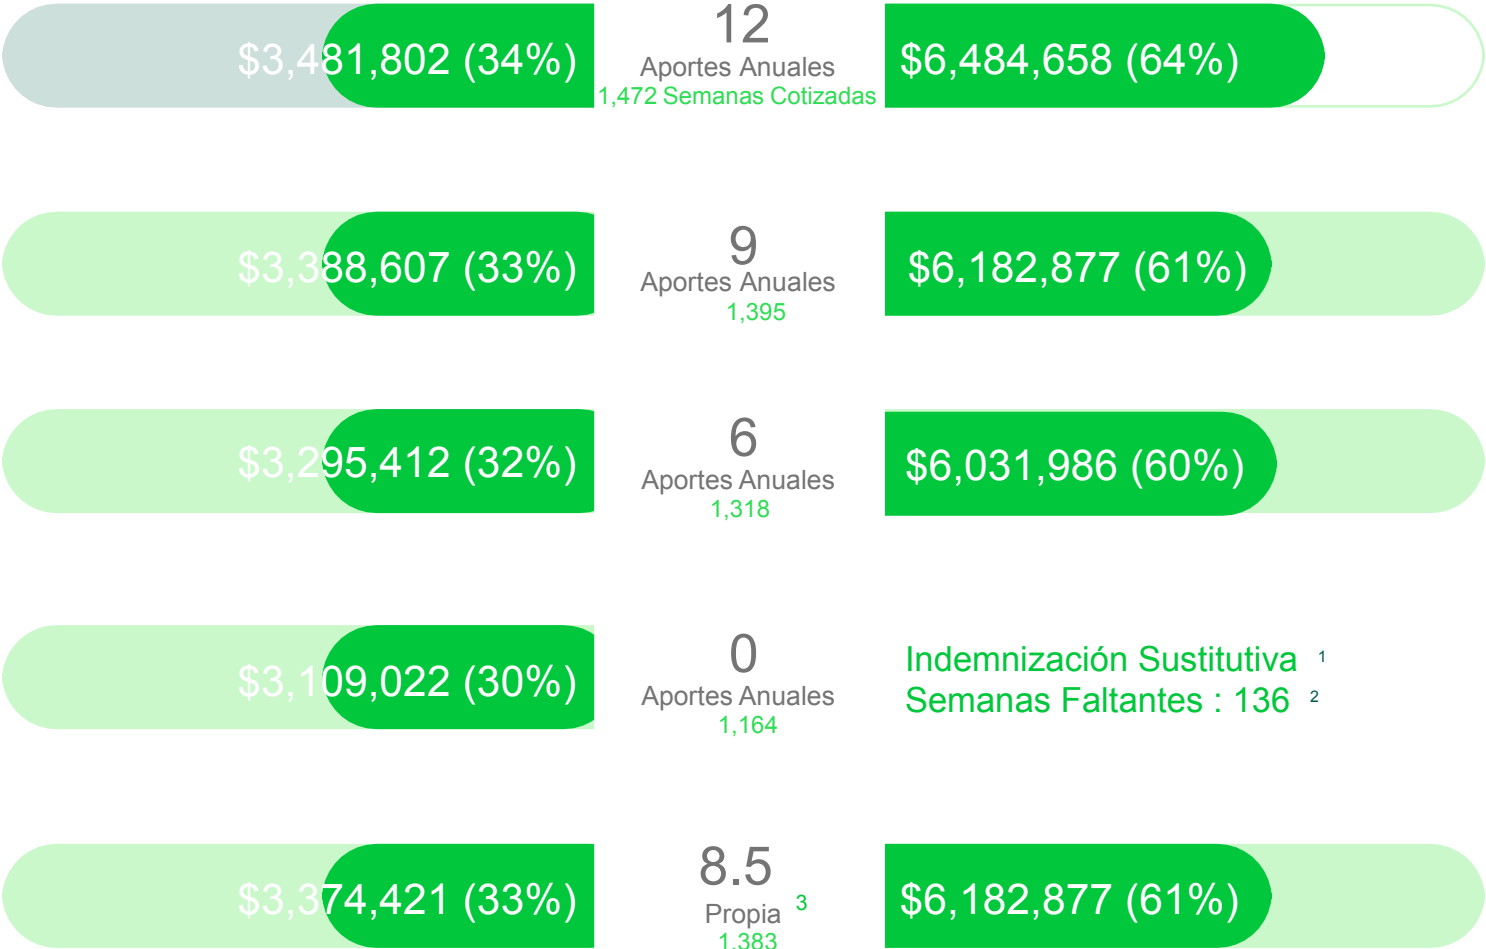 $3,481,802 (34%)
12
Aportes Anuales
1,472 Semanas Cotizadas
$6,484,658 (64%)
$3,388,607 (33%)
9
Aportes Anuales
1,395
$6,182,877 (61%)
$3,295,412 (32%)
6
Aportes Anuales
1,318
$6,031,986 (60%)
$3,109,022 (30%)
0
Aportes Anuales
1,164
Indemnización Sustitutiva 1
Semanas Faltantes : 136 2
$3,374,421 (33%)
8.5
Propia 3
1,383
$6,182,877 (61%)